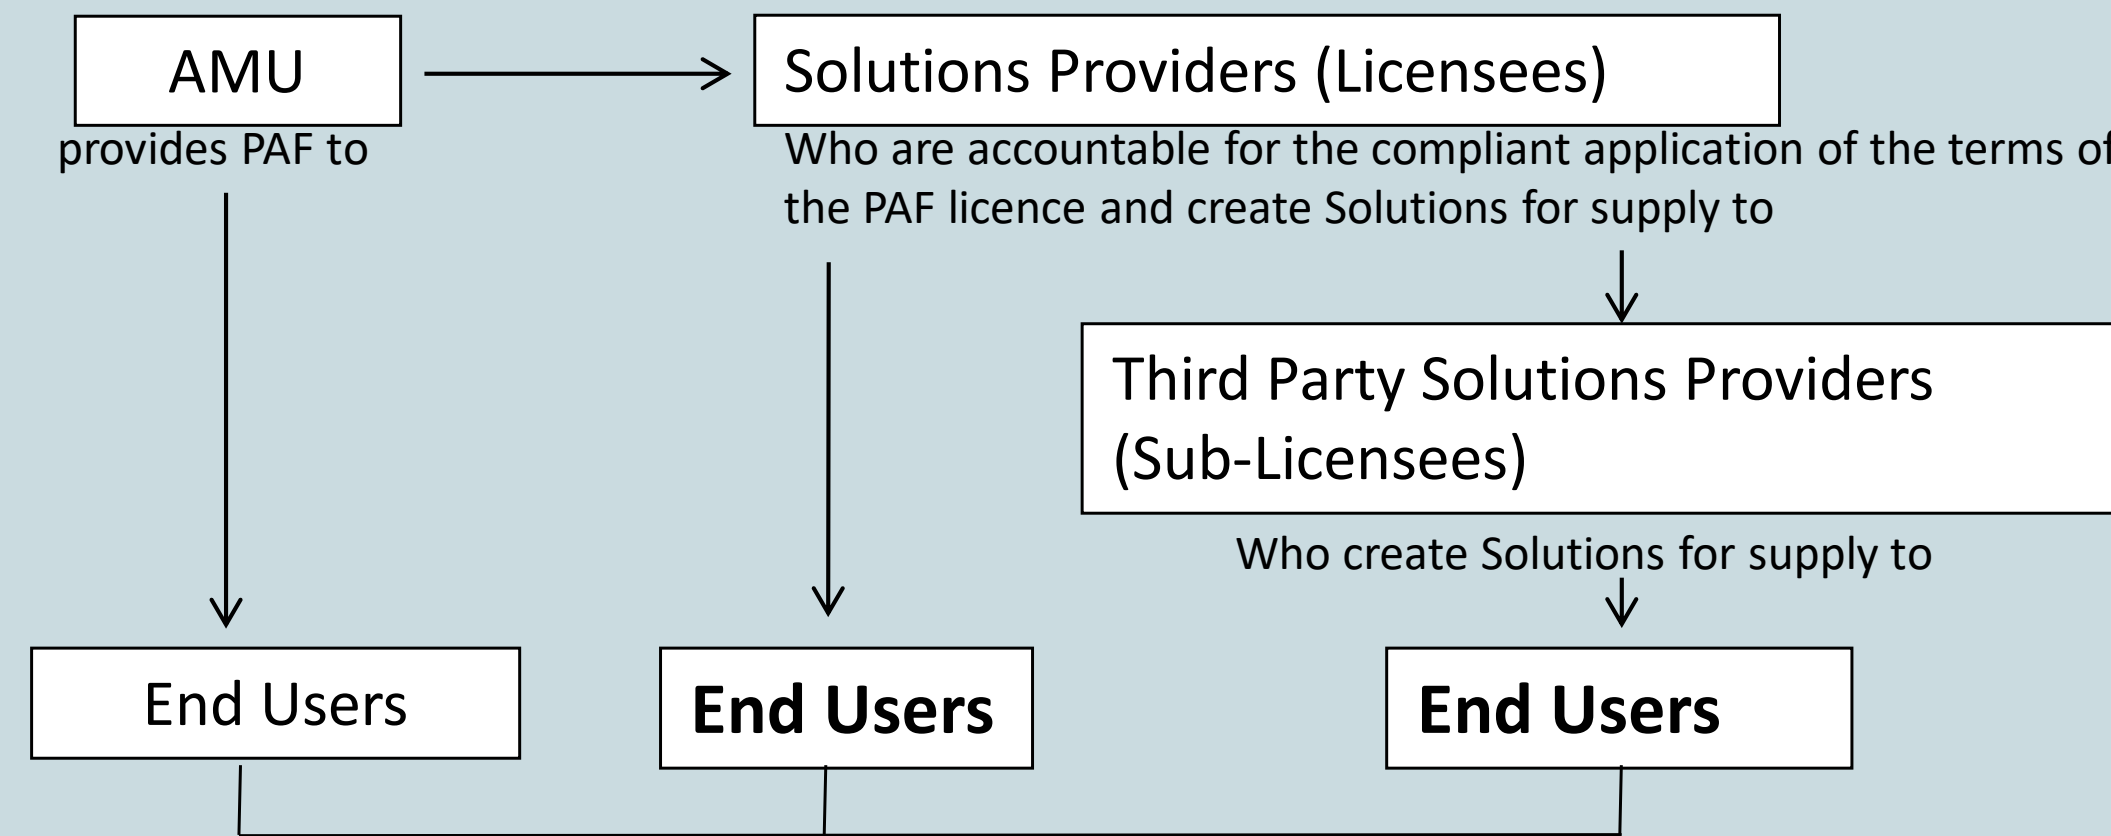 AMU
Solutions Providers (Licensees)
provides PAF to
Who are accountable for the compliant application of the terms of
the PAF licence and create Solutions for supply to
Third Party Solutions Providers
(Sub-Licensees)
Who create Solutions for supply to
End Users
End Users
End Users